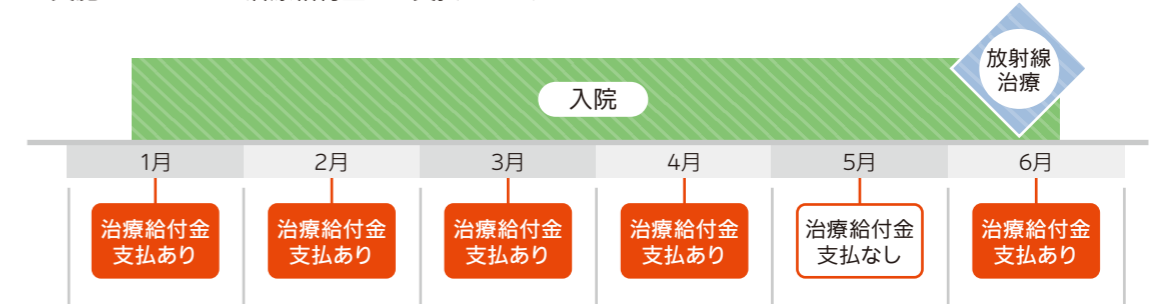 放射線
治療
入院
1月
2月
3月
4月
5月
6月
治療給付金
支払あり
治療給付金
支払あり
治療給付金
支払あり
治療給付金
支払あり
治療給付金
支払なし
治療給付金
支払あり